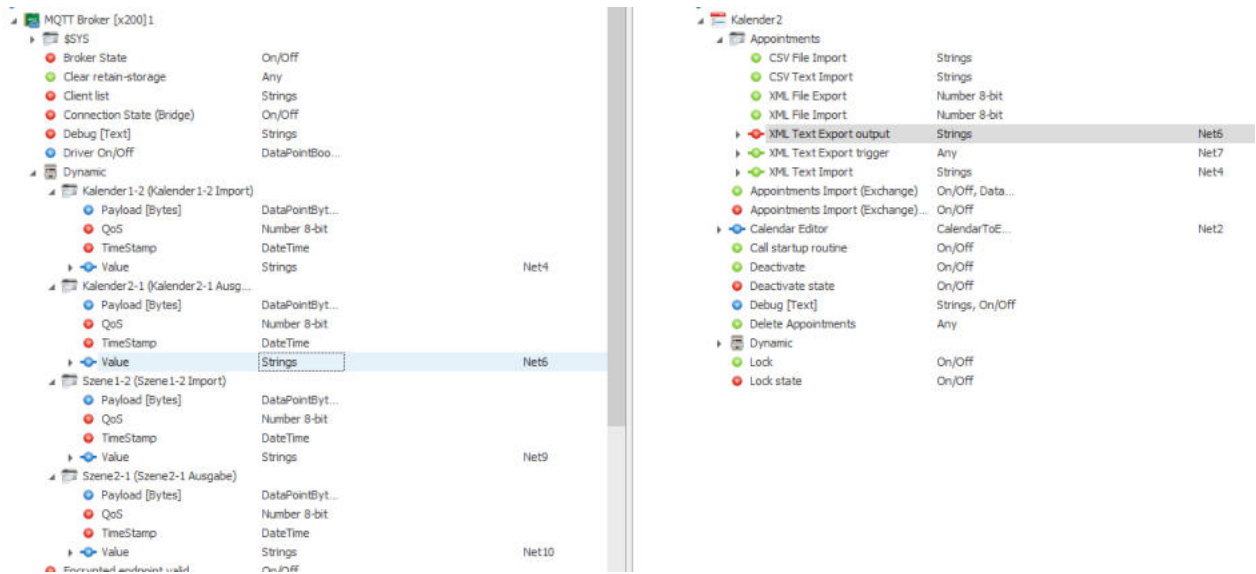 MQTT Broker [x200]1
$SYS
Broker State On/Off
Clear retain-storage Any
Client list Strings
Connection State (Bridge) On/Off
Debug [Text] Strings
Driver On/Off DataPointBoo...
Dynamic
Kalender1-2 (Kalender1-2 Import)
Payload [Bytes] DataPointByt...
QoS Number 8-bit
TimeStamp DateTime
Value Strings Net4
Kalender2-1 (Kalender2-1 Ausg...
Payload [Bytes] DataPointByt...
QoS Number 8-bit
TimeStamp DateTime
Value Strings Net6
Szene1-2 (Szene1-2 Import)
Payload [Bytes] DataPointByt...
QoS Number 8-bit
TimeStamp DateTime
Value Strings Net9
Szene2-1 (Szene2-1 Ausgabe)
Payload [Bytes] DataPointByt...
QoS Number 8-bit
TimeStamp DateTime
Value Strings Net10
Encrypted endpoint valid On/Off
Kalender2
Appointments
CSV File Import Strings
CSV Text Import Strings
XML File Export Number 8-bit
XML File Import Number 8-bit
XML Text Export output Strings Net6
XML Text Export trigger Any Net7
XML Text Import Strings Net4
Appointments Import (Exchange) On/Off, Data...
Appointments Import (Exchange)... On/Off
Calendar Editor CalendarToE... Net2
Call startup routine On/Off
Deactivate On/Off
Deactivate state On/Off
Debug [Text] Strings, On/Off
Delete Appointments Any
Dynamic
Lock On/Off
Lock state On/Off